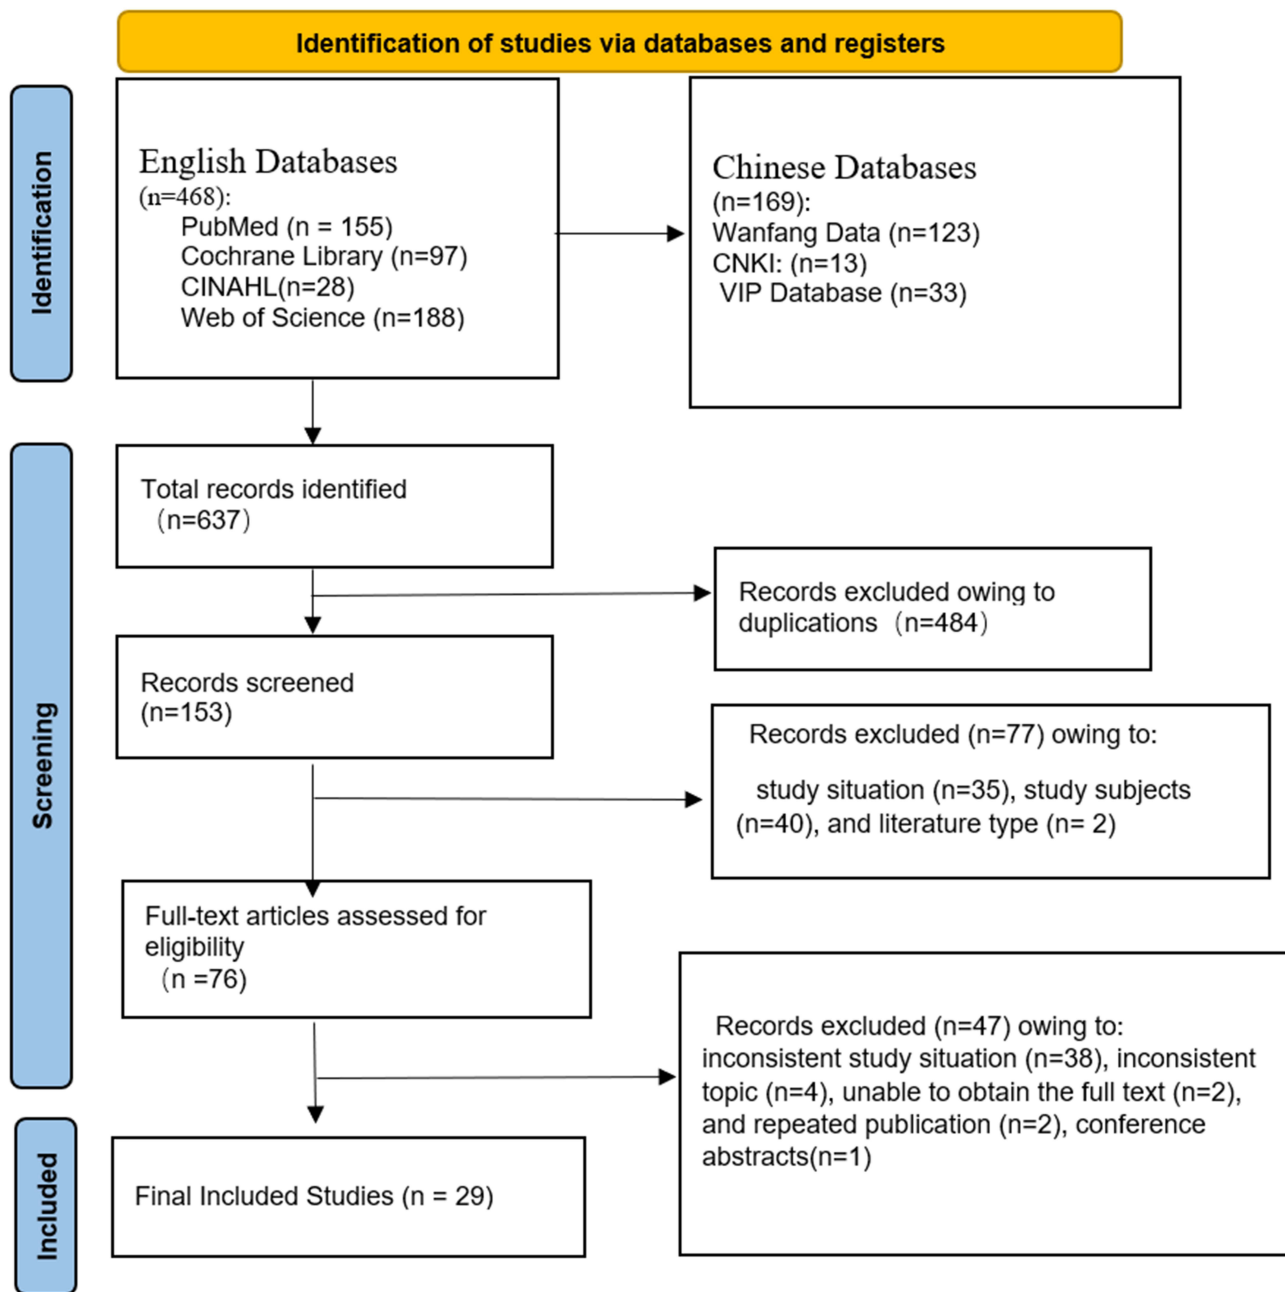 Identification of studies via databases and registers
Identification
English Databases
(n=468):
PubMed (n = 155)
Cochrane Library (n=97)
CINAHL(n=28)
Web of Science (n=188)
Chinese Databases
(n=169):
Wanfang Data (n=123)
CNKI: (n=13)
VIP Database (n=33)
Screening
Total records identified
（n=637）
Records excluded owing to
duplications （n=484）
Records screened
(n=153)
Records excluded (n=77) owing to:
study situation (n=35), study subjects
(n=40), and literature type (n= 2)
Full-text articles assessed for
eligibility
（n =76)
Records excluded (n=47) owing to:
inconsistent study situation (n=38), inconsistent
topic (n=4), unable to obtain the full text (n=2),
and repeated publication (n=2), conference
abstracts(n=1)
Included
Final Included Studies (n = 29)